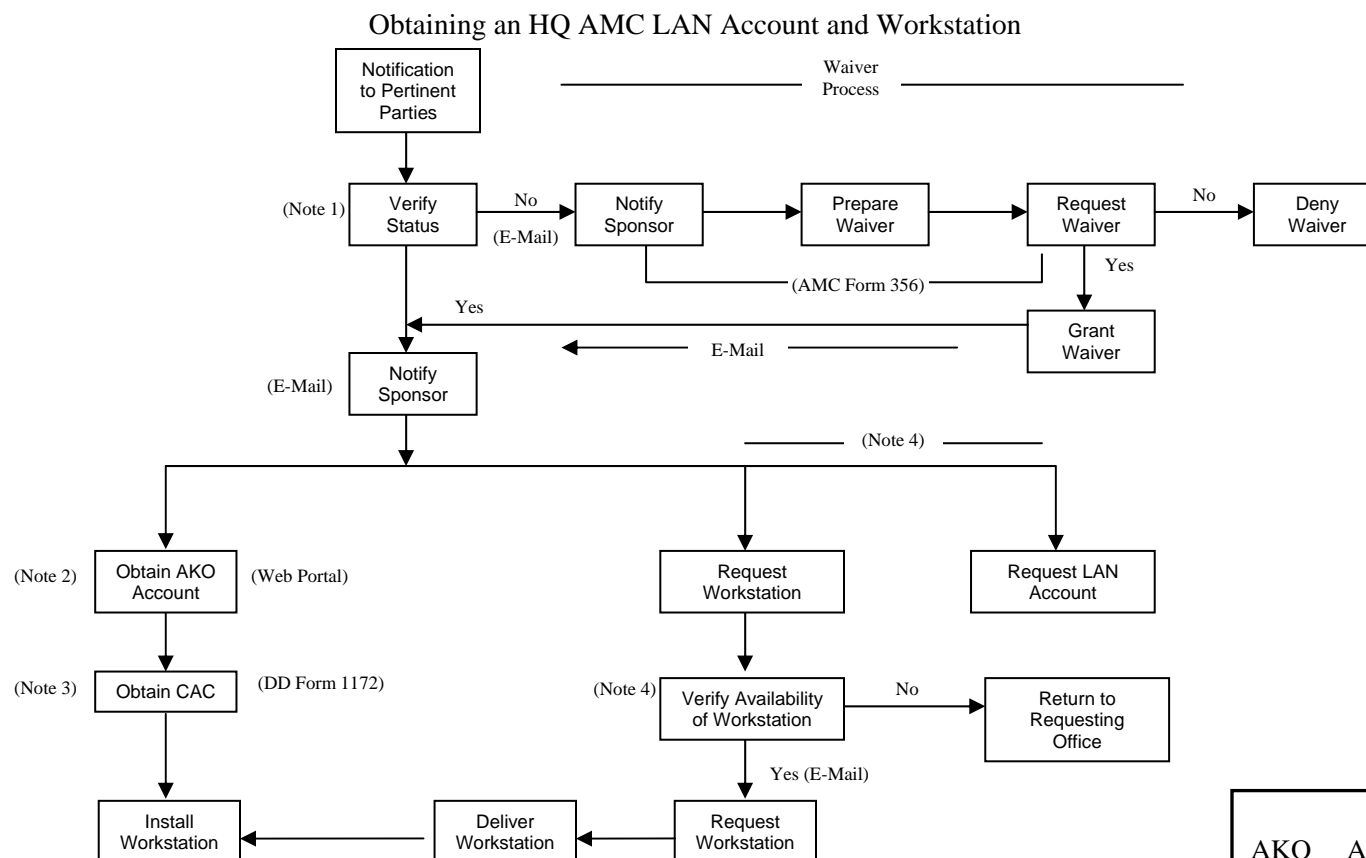 Obtaining an HQ AMC LAN Account and Workstation
Notification
to Pertinent
Parties
Waiver
Process
(Note 1)
Verify
Status
No
(E-Mail)
Notify
Sponsor
Prepare
Waiver
Request
Waiver
No
Deny
Waiver
(AMC Form 356)
Yes
Yes
Grant
Waiver
E-Mail
(E-Mail)
Notify
Sponsor
(Note 4)
(Note 2)
Obtain AKO
Account
(Web Portal)
Request
Workstation
Request LAN
Account
(Note 3)
Obtain CAC
(DD Form 1172)
(Note 4)
Verify Availability
of Workstation
No
Return to
Requesting
Office
Yes (E-Mail)
Install
Workstation
Deliver
Workstation
Request
Workstation
AKO A